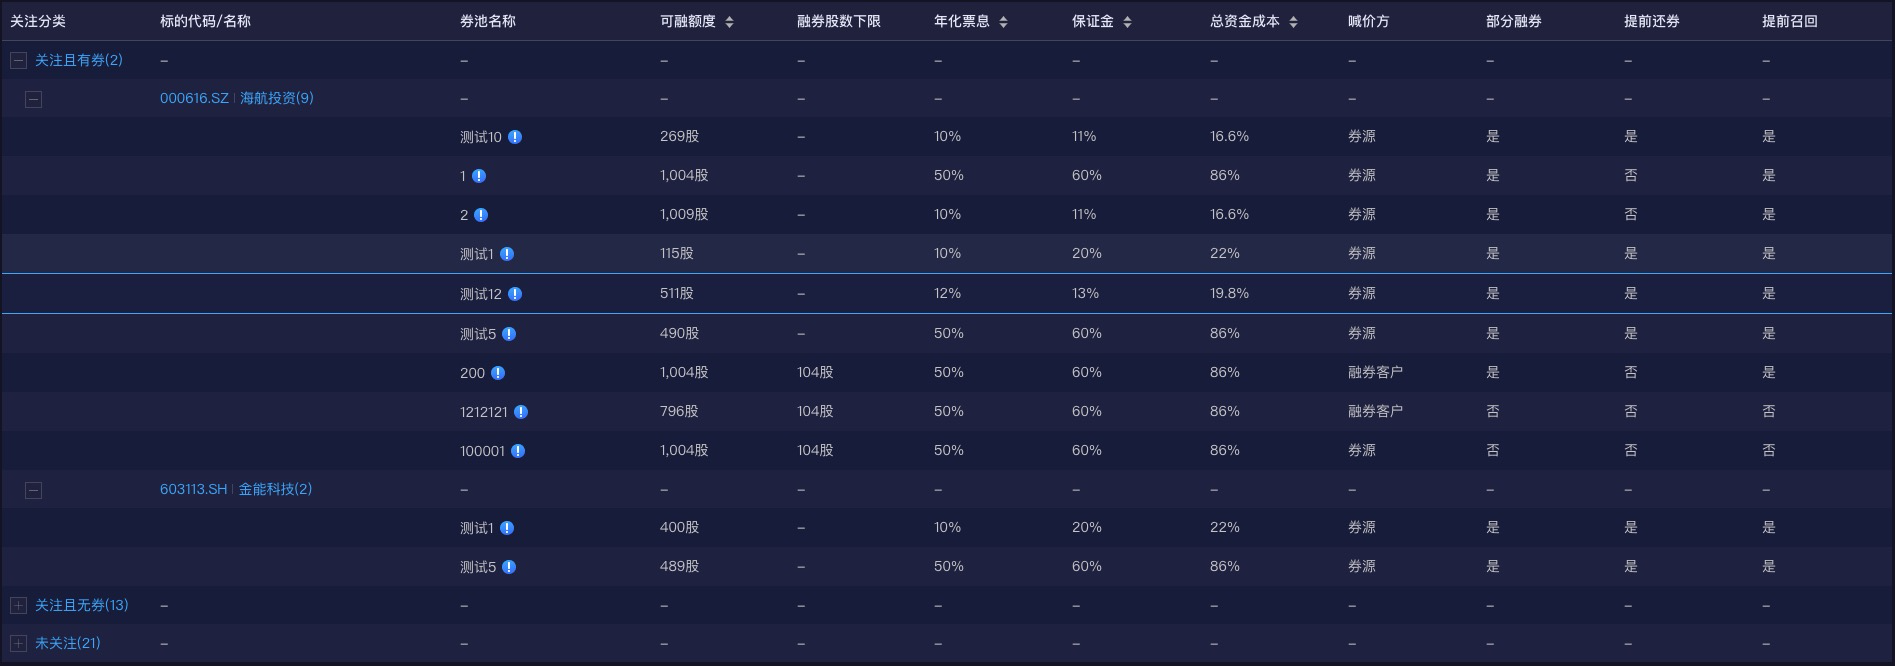 关注分类 标的代码/名称 券池名称 可融额度 融券股数下限 年化票息 保证金 总资金成本 喊价方 部分融券 提前还券 提前召回
关注且有券(2) – – – – – – – – – – –
000616.SZ | 海航投资(9) – – – – – – – – – –
测试10 269股 – 10% 11% 16.6% 券源 是 是 是
1 1,004股 – 50% 60% 86% 券源 是 否 是
2 1,009股 – 10% 11% 16.6% 券源 是 否 是
测试1 115股 – 10% 20% 22% 券源 是 是 是
测试12 511股 – 12% 13% 19.8% 券源 是 是 是
测试5 490股 – 50% 60% 86% 券源 是 是 是
200 1,004股 104股 50% 60% 86% 融券客户 是 否 是
1212121 796股 104股 50% 60% 86% 融券客户 否 否 否
100001 1,004股 104股 50% 60% 86% 券源 否 否 否
603113.SH | 金能科技(2) – – – – – – – – – –
测试1 400股 – 10% 20% 22% 券源 是 是 是
测试5 489股 – 50% 60% 86% 券源 是 是 是
关注且无券(13) – – – – – – – – – – –
未关注(21) – – – – – – – – – – –